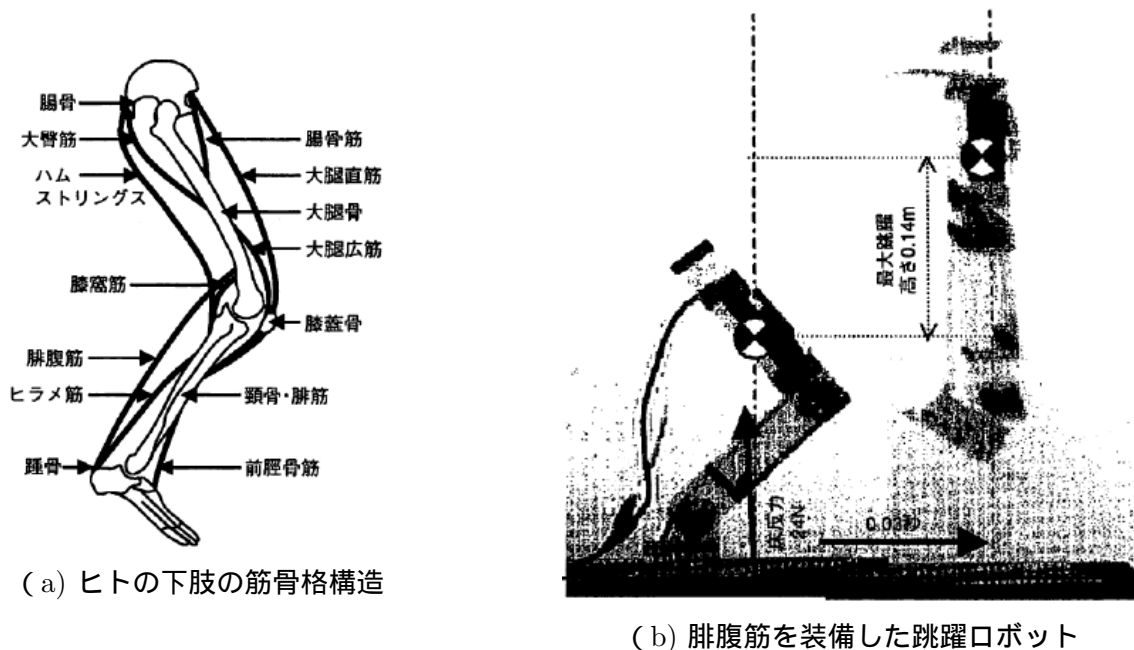 腸骨
大臀筋
ハム
ストリングス
膝窩筋
腓腹筋
ヒラメ筋
踵骨
腸骨筋
大腿直筋
大腿骨
大腿広筋
膝蓋骨
頸骨・腓筋
前脛骨筋
(a) ヒトの下肢の筋骨格構造
最大跳躍
高さ0.14m
床反力
0.03秒
(b) 腓腹筋を装備した跳躍ロボット